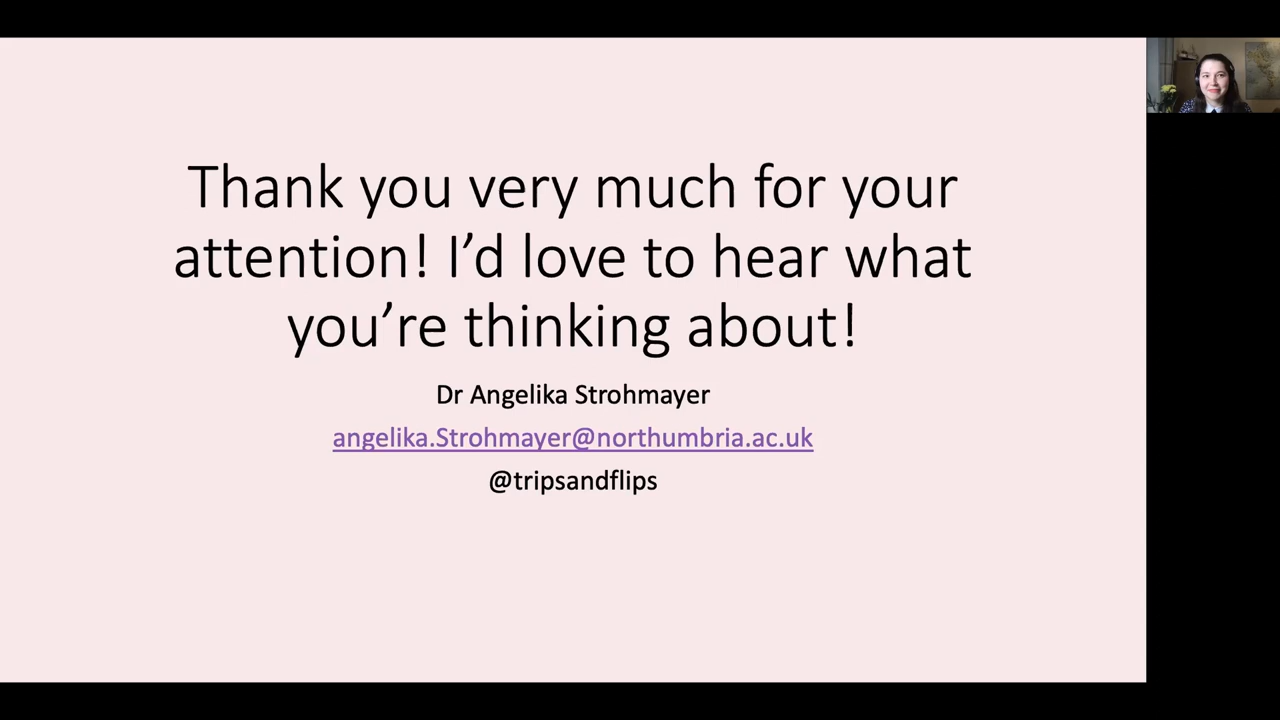 Thank you very much for your
attention! I’d love to hear what
you’re thinking about!
Dr Angelika Strohmayer
angelika.Strohmayer@northumbria.ac.uk
@tripsandflips